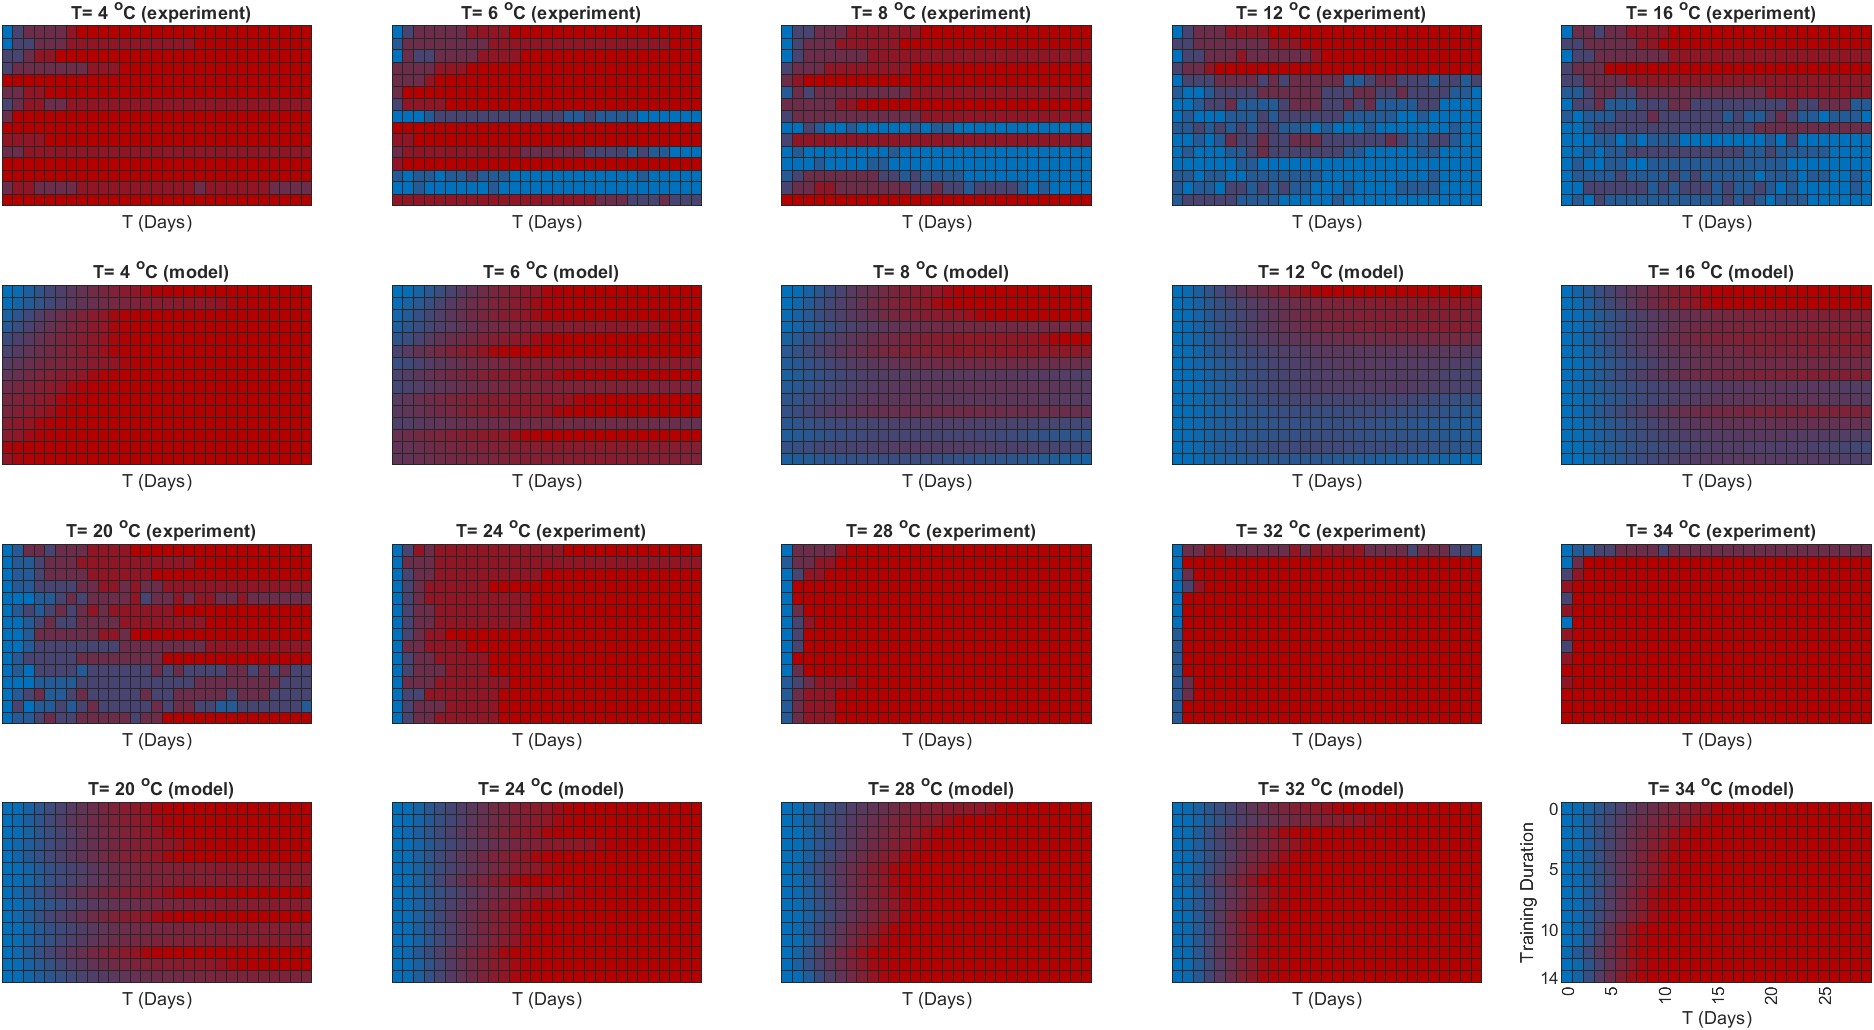 T= 4 °C (experiment)
T= 6 °C (experiment)
T= 8 °C (experiment)
T= 12 °C (experiment)
T= 16 °C (experiment)
T (Days)
T (Days)
T (Days)
T (Days)
T (Days)
T= 4 °C (model)
T= 6 °C (model)
T= 8 °C (model)
T= 12 °C (model)
T= 16 °C (model)
T (Days)
T (Days)
T (Days)
T (Days)
T (Days)
T= 20 °C (experiment)
T= 24 °C (experiment)
T= 28 °C (experiment)
T= 32 °C (experiment)
T= 34 °C (experiment)
T (Days)
T (Days)
T (Days)
T (Days)
T (Days)
T= 20 °C (model)
T= 24 °C (model)
T= 28 °C (model)
T= 32 °C (model)
T= 34 °C (model)
Training Duration
0
5
10
14
0
5
10
15
20
25
T (Days)
T (Days)
T (Days)
T (Days)
T (Days)